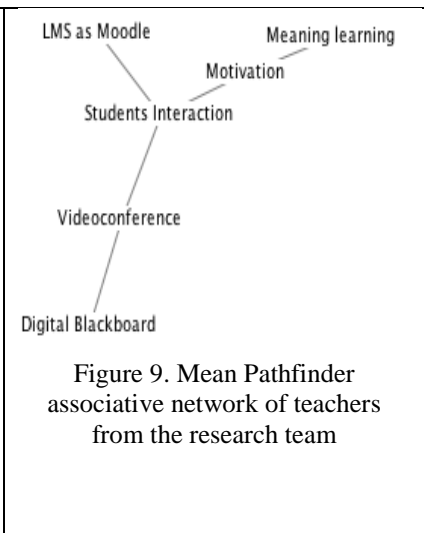 LMS as Moodle
Meaning learning
Motivation
Students Interaction
Videoconference
Digital Blackboard
Figure 9. Mean Pathfinder
associative network of teachers
from the research team